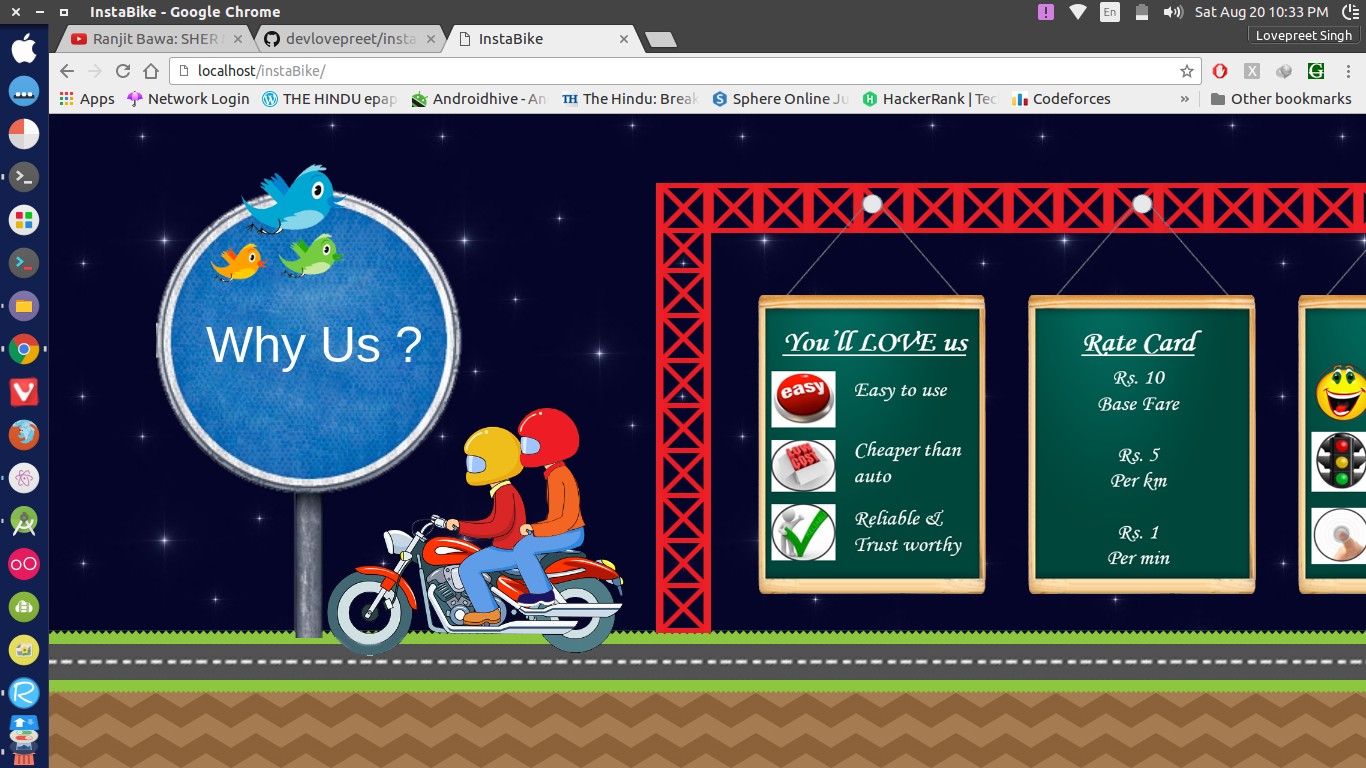 InstaBike - Google Chrome
En
Sat Aug 20 10:33 PM
Lovepreet Singh
Ranjit Bawa: SHER
devlovepreet/insta
InstaBike
localhost/instaBike/
Apps
Network Login
THE HINDU epap
Androidhive - An
The Hindu: Break
Sphere Online Ju
HackerRank | Tec
Codeforces
»
Other bookmarks
Why Us ?
You'll LOVE us
easy
Easy to use
LOW COST
Cheaper than
auto
Reliable &
Trust worthy
Rate Card
Rs. 10
Base Fare
Rs. 5
Per km
Rs. 1
Per min